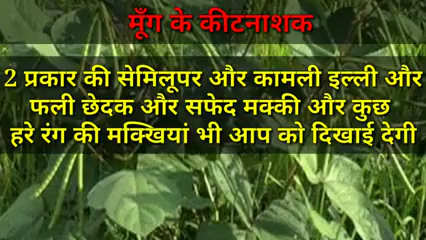 मूँग के कीटनाशक
2 प्रकार की सेमिलूपर और कामली इल्ली और
फली छेदक और सफेद मक्की और कुछ
हरे रंग की मक्खियां भी आप को दिखाई देगी